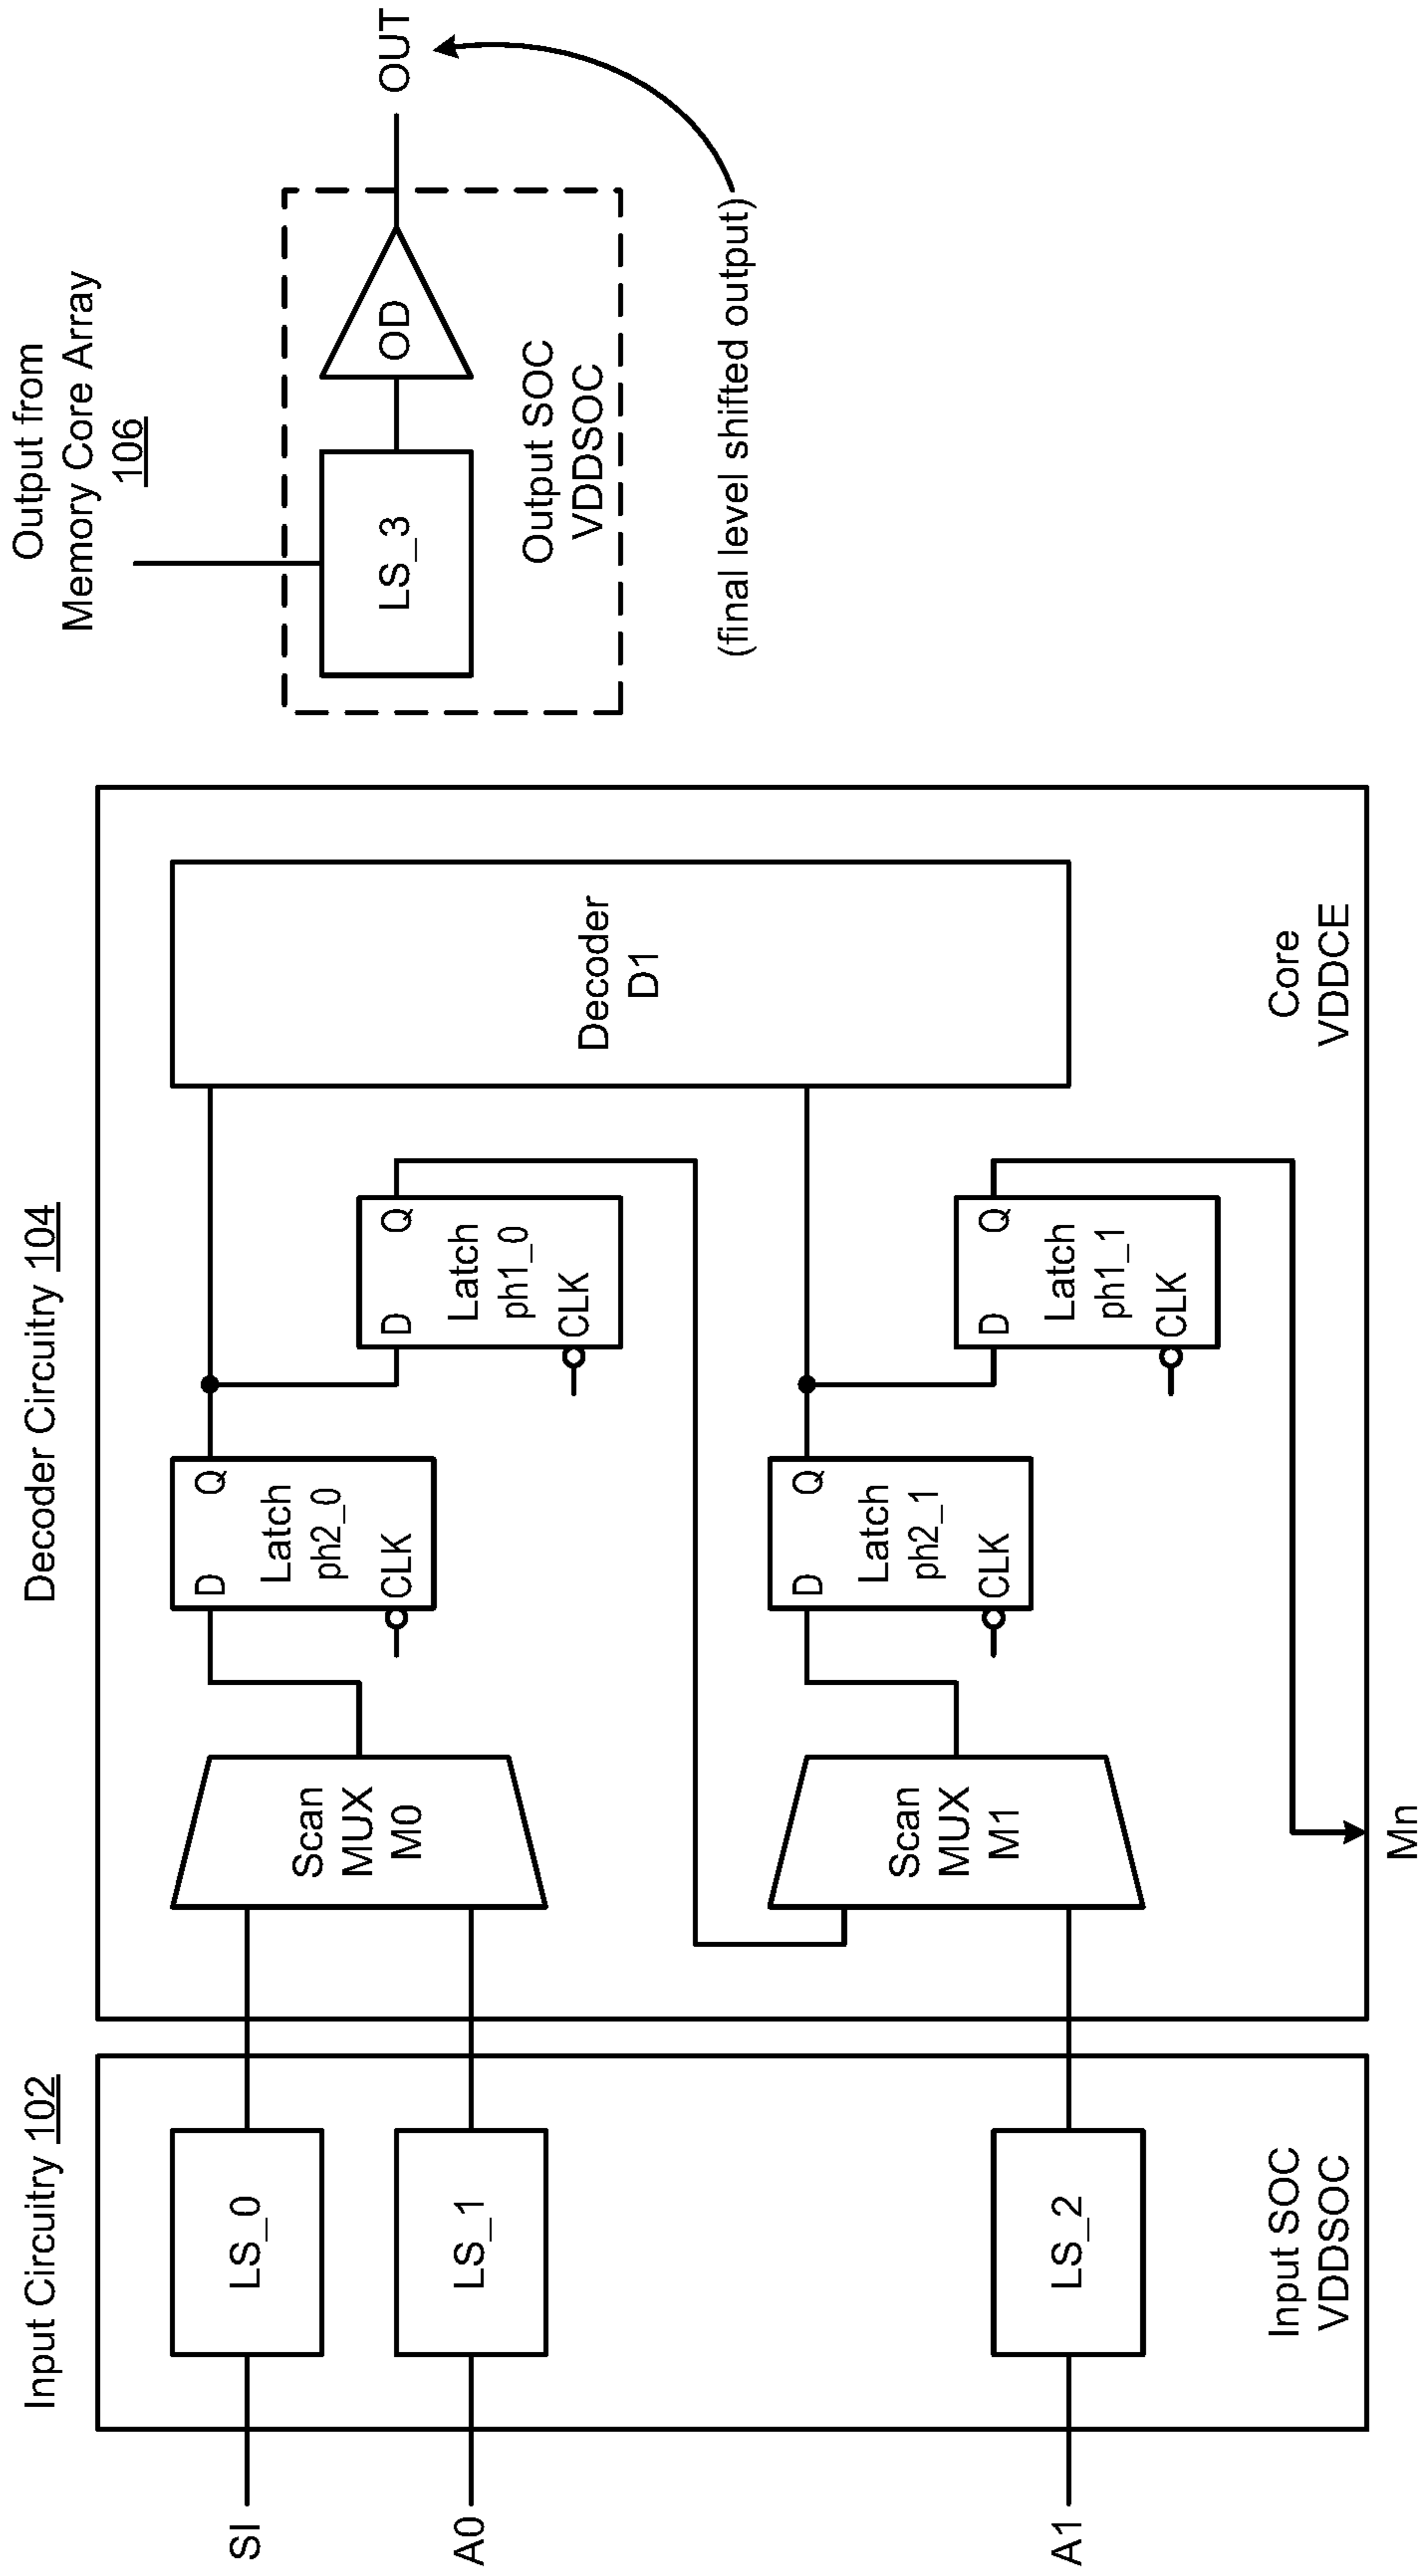 Input Circuitry 102
Decoder Circuitry 104
Output from
Memory Core Array
106
SI
LS_0
A0
LS_1
A1
LS_2
Input SOC
VDDSOC
Scan
MUX
M0
D
Q
Latch
ph2_0
CLK
D
Q
Latch
ph1_0
CLK
Scan
MUX
M1
D
Q
Latch
ph2_1
CLK
D
Q
Latch
ph1_1
CLK
Decoder
D1
Core
VDDCE
Mn
LS_3
OD
OUT
Output SOC
VDDSOC
(final level shifted output)